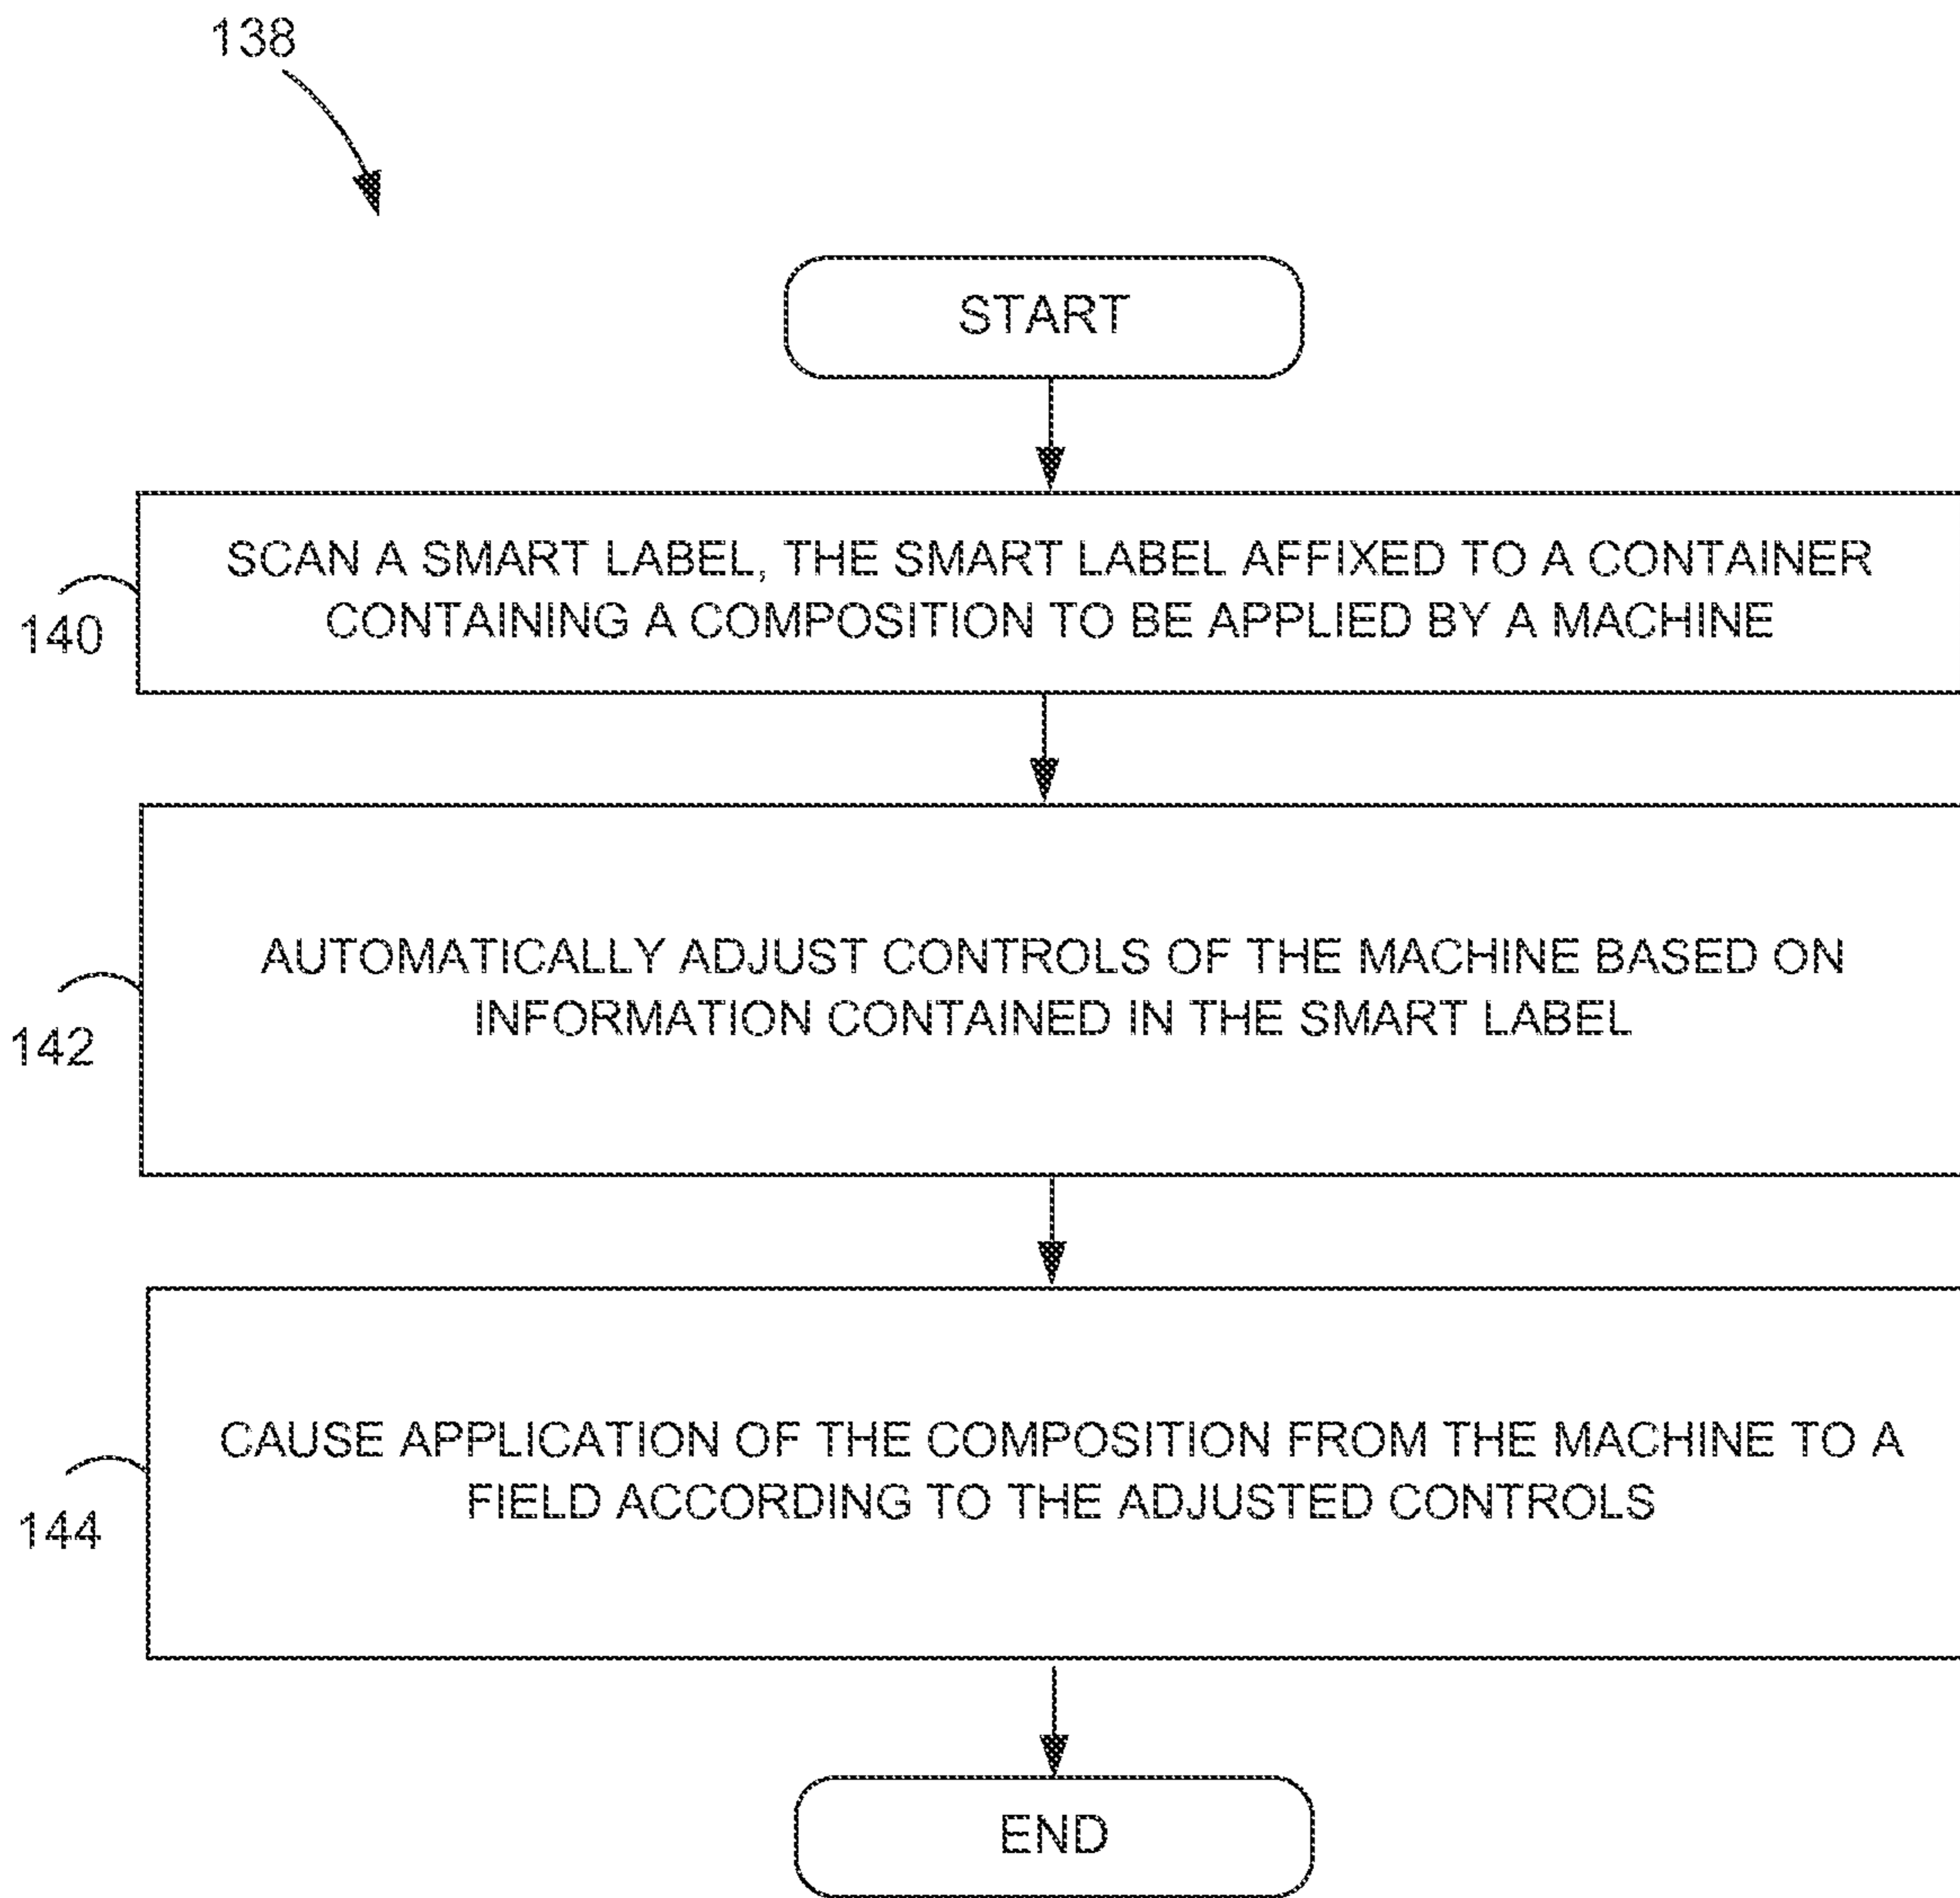 138
START
SCAN A SMART LABEL, THE SMART LABEL AFFIXED TO A CONTAINER
CONTAINING A COMPOSITION TO BE APPLIED BY A MACHINE
140
AUTOMATICALLY ADJUST CONTROLS OF THE MACHINE BASED ON
INFORMATION CONTAINED IN THE SMART LABEL
142
CAUSE APPLICATION OF THE COMPOSITION FROM THE MACHINE TO A
FIELD ACCORDING TO THE ADJUSTED CONTROLS
144
END